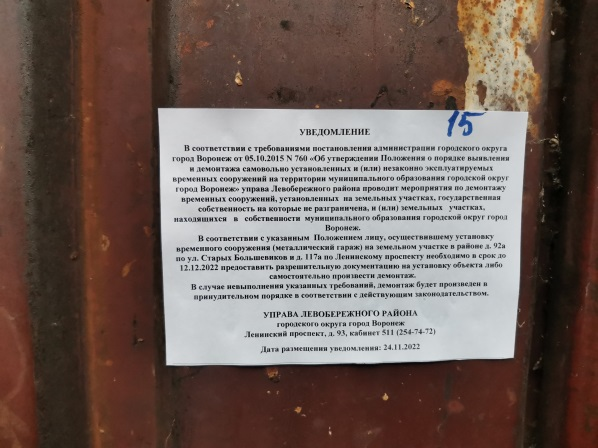 15
УВЕДОМЛЕНИЕ
В соответствии с требованиями постановления администрации городского округа
город Воронеж от 05.10.2015 N 760 «Об утверждении Положения о порядке выявления
и демонтажа самовольно установленных и (или) незаконно эксплуатируемых
временных сооружений на территории муниципального образования городской округ
город Воронеж» управа Левобережного района проводит мероприятия по демонтажу
временных сооружений, установленных на земельных участках, государственная
собственность на которые не разграничена, и (или) земельных участках,
находящихся в собственности муниципального образования городской округ город
Воронеж.
В соответствии с указанным Положением лицу, осуществившему установку
временного сооружения (металлический гараж) на земельном участке в районе д. 92а
по ул. Старых Большевиков и д. 117а по Ленинскому проспекту необходимо в срок до
12.12.2022 предоставить разрешительную документацию на установку объекта либо
самостоятельно произвести демонтаж.
В случае невыполнения указанных требований, демонтаж будет произведен в
принудительном порядке в соответствии с действующим законодательством.
УПРАВА ЛЕВОБЕРЕЖНОГО РАЙОНА
городского округа город Воронеж
Ленинский проспект, д. 93, кабинет 511 (254-74-72)
Дата размещения уведомления: 24.11.2022